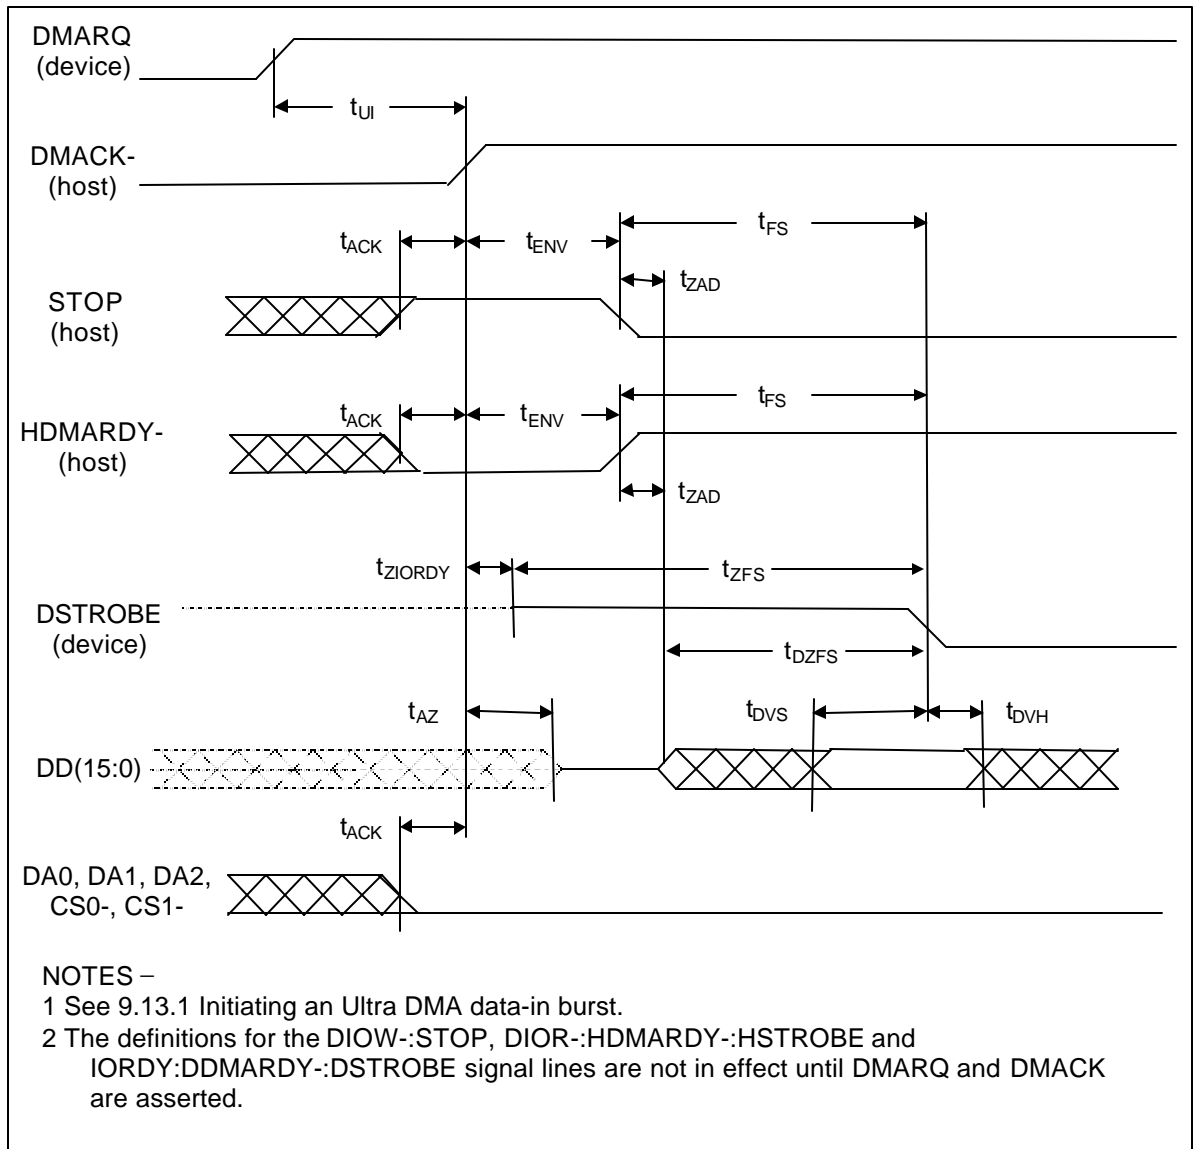 DMARQ
(device)
tUI
DMACK-
(host)
tFS
tACK
tENV
tZAD
STOP
(host)
tFS
tACK
tENV
HDMARDY-
(host)
tZAD
tZIORDY
tZFS
DSTROBE
(device)
tDZFS
tAZ
tDVS
tDVH
DD(15:0)
tACK
DA0, DA1, DA2,
CS0-, CS1-
NOTES –
1 See 9.13.1 Initiating an Ultra DMA data-in burst.
2 The definitions for the DIOW-:STOP, DIOR-:HDMARDY-:HSTROBE and
IORDY:DDMARDY-:DSTROBE signal lines are not in effect until DMARQ and DMACK
are asserted.